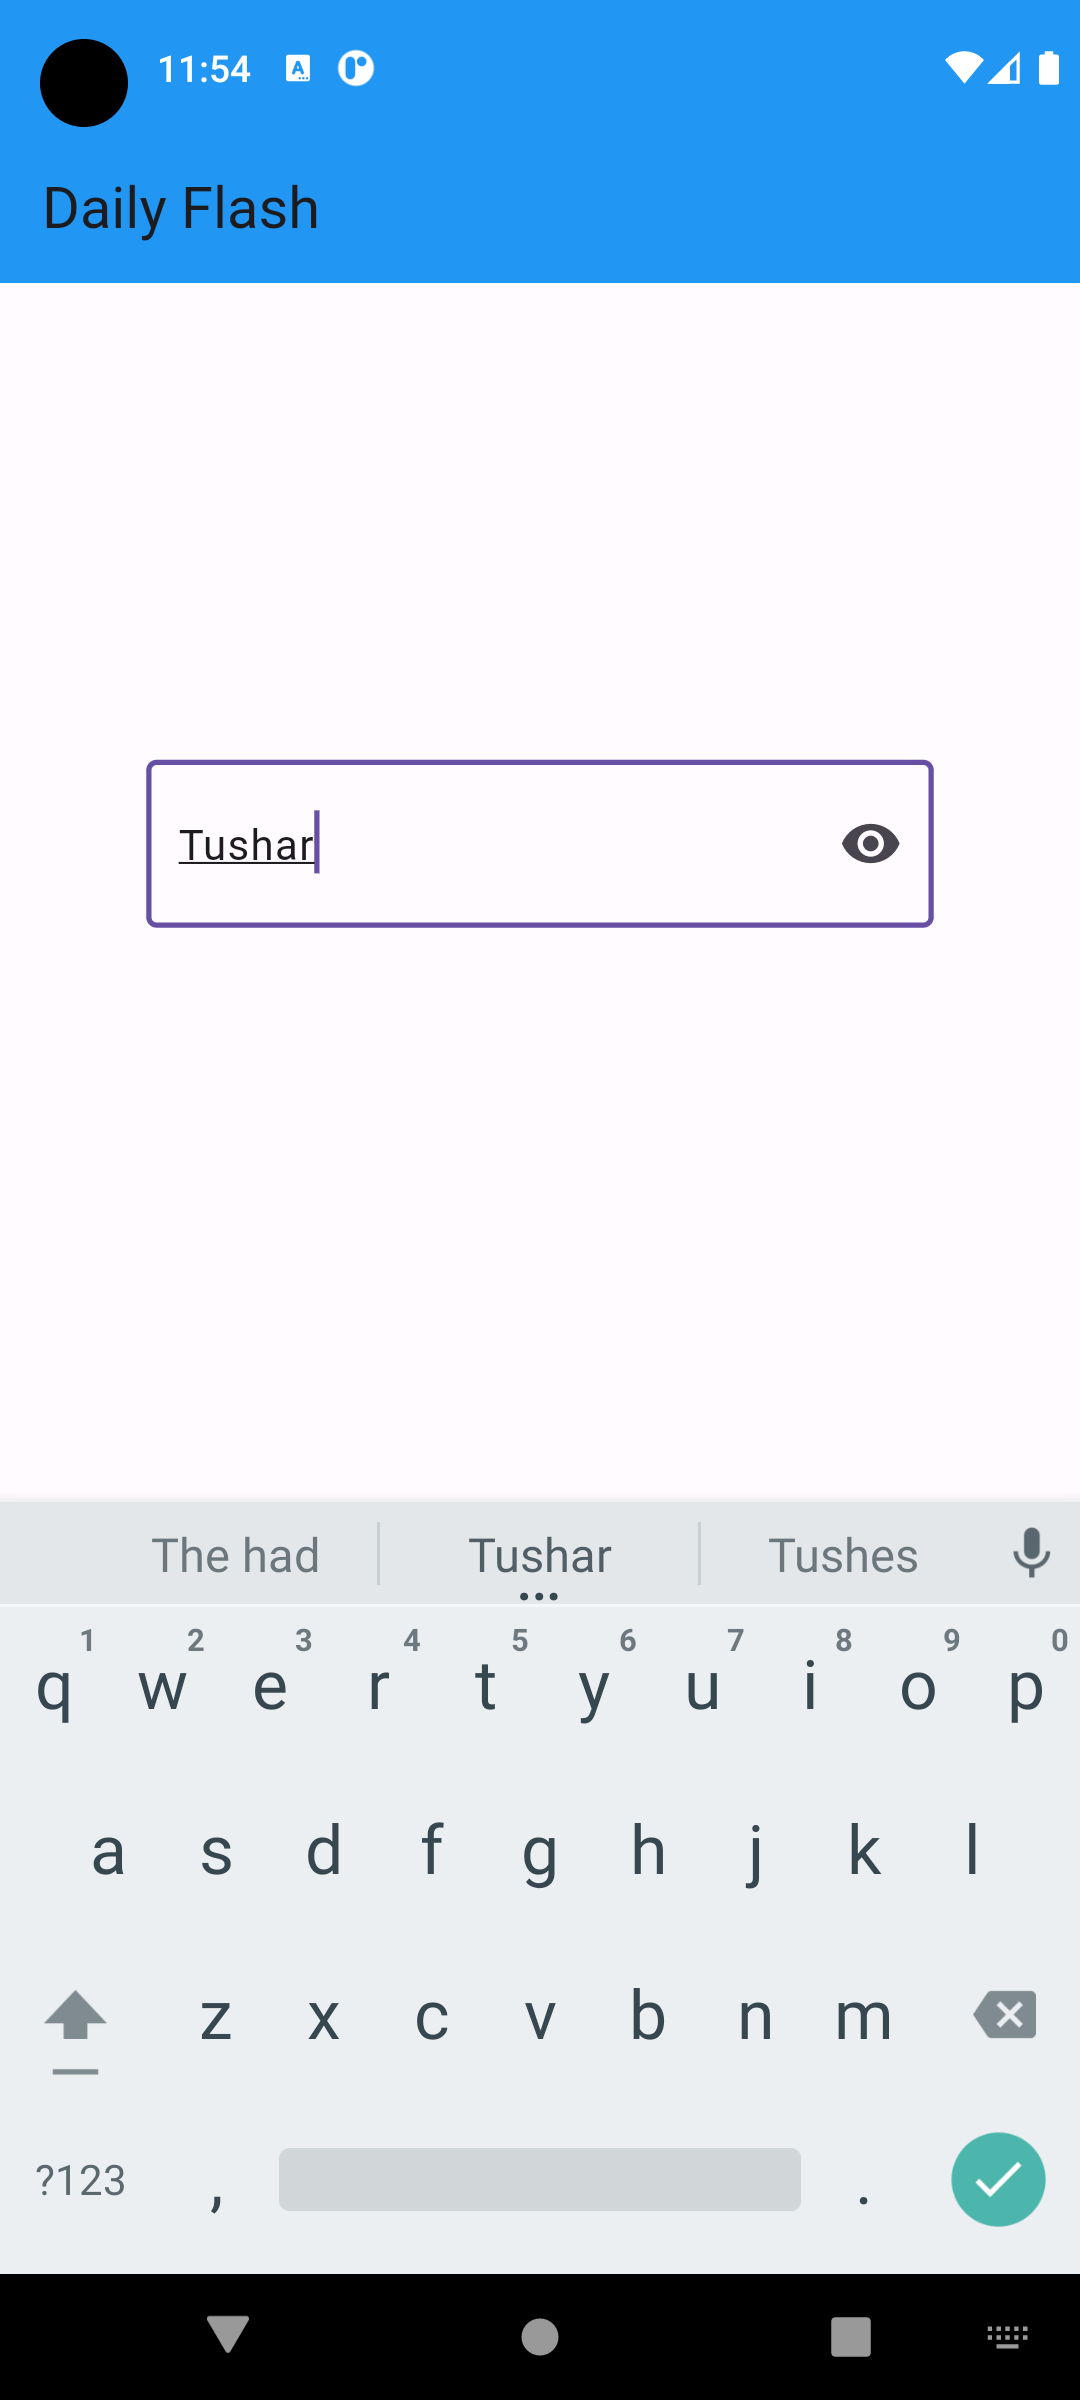 11:54
Daily Flash
Tushar
The had Tushar Tushes
1 2 3 4 5 6 7 8 9 0
q w e r t y u i o p
a s d f g h j k l
z x c v b n m
?123 , .